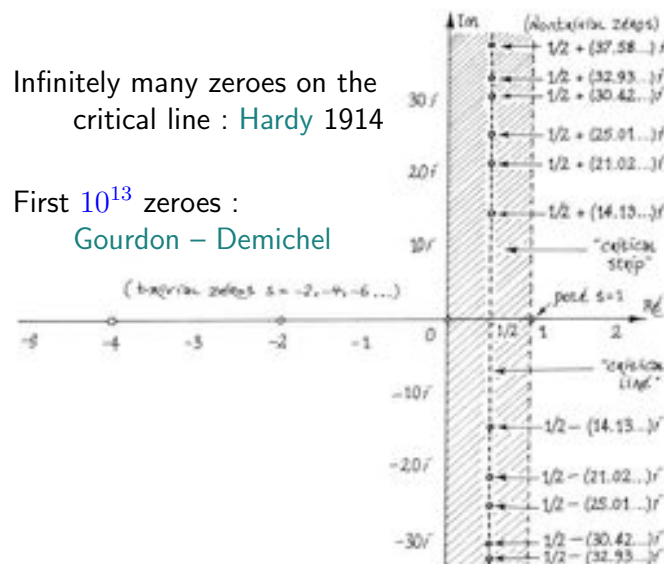 Infinitely many zeroes on the
critical line : Hardy 1914
First 10^13 zeroes :
Gourdon – Demichel
Im
(Nontrivial zeros)
1/2 + (37.58...) i
1/2 + (32.93...) i
1/2 + (30.42...) i
30i
1/2 + (25.01...) i
1/2 + (21.02...) i
20i
1/2 + (14.13...) i
10i
"critical
strip"
(trivial zeros s = -2, -4, -6 ...)
pole s=1
Re
-5 -4 -3 -2 -1 0 1/2 1 2
"critical
line"
-10i
1/2 - (14.13...) i
-20i
1/2 - (21.02...) i
1/2 - (25.01...) i
-30i
1/2 - (30.42...) i
1/2 - (32.93...) i